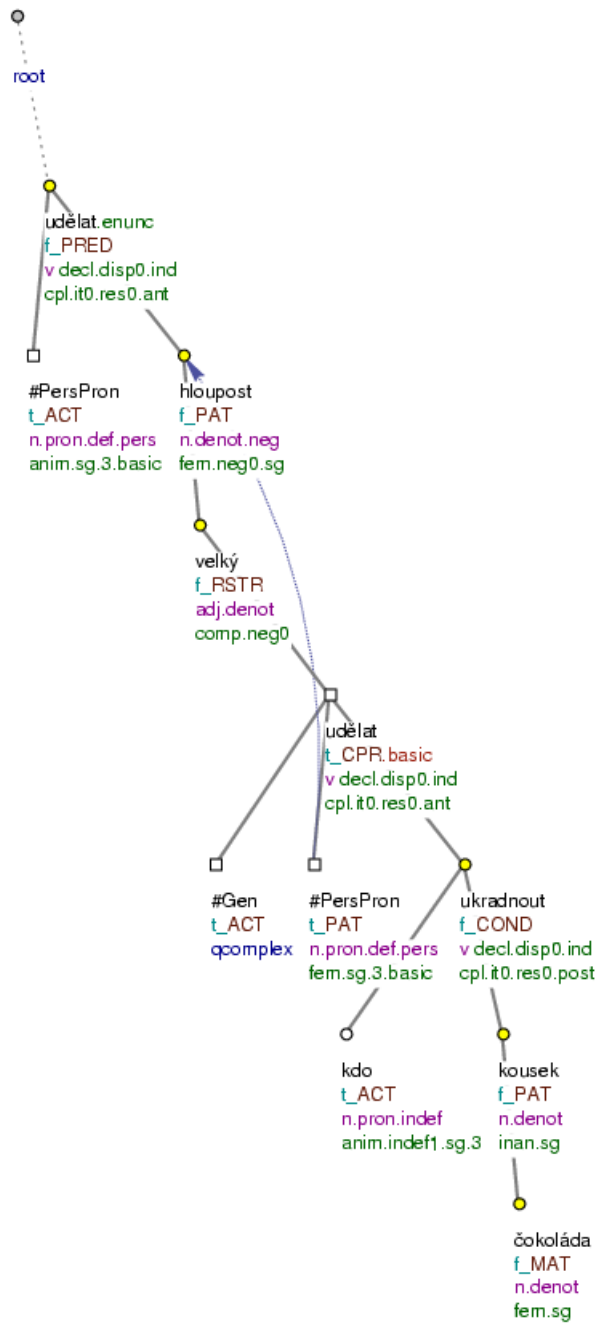 root
udělat.enunc
f_PRED
v decl.disp0.ind
cpl.it0.res0.ant
#PersPron
t_ACT
n.pron.def.pers
anim.sg.3.basic
hloupost
f_PAT
n.denot.neg
fem.neg0.sg
velký
f_RSTR
adj.denot
comp.neg0
udělat
t_CPR.basic
v decl.disp0.ind
cpl.it0.res0.ant
#Gen
t_ACT
qcomplex
#PersPron
t_PAT
n.pron.def.pers
fem.sg.3.basic
ukradnout
f_COND
v decl.disp0.ind
cpl.it0.res0.post
kdo
t_ACT
n.pron.indef
anim.indef1.sg.3
kousek
f_PAT
n.denot
inan.sg
čokoláda
f_MAT
n.denot
fem.sg